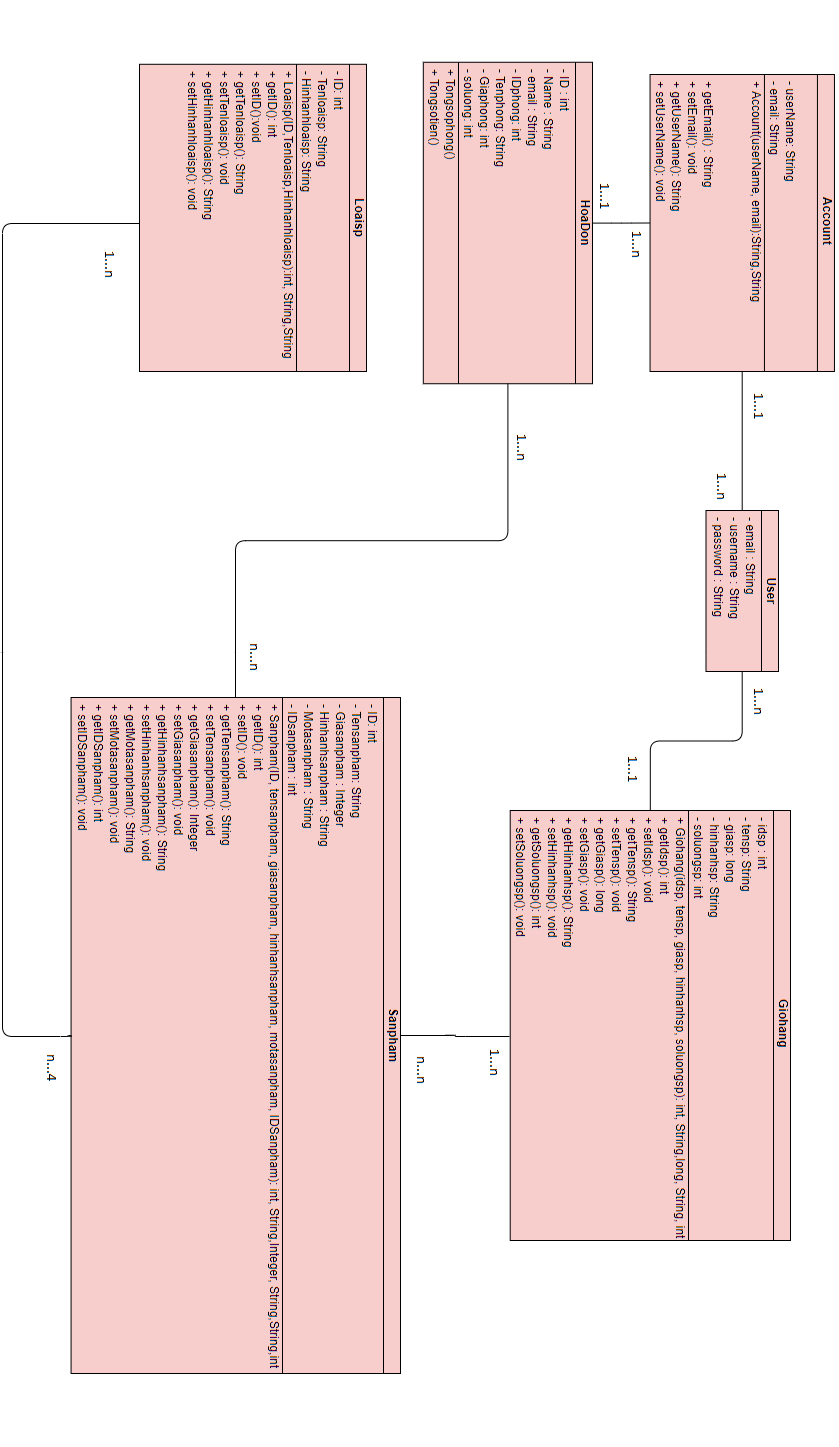 Account
- userName: String
- email: String
+ Account(userName, email):String,String
+ getEmail() : String
+ setEmail(): void
+ getUserName(): String
+ setUserName(): void
1...1
1...n
User
- email : String
- username : String
- password : String
1...n
1...1
Giohang
- idsp : int
- tensp: String
- giasp: long
- hinhanhsp: String
- soluongsp: int
+ Giohang(idsp, tensp, giasp, hinhanhsp, soluongsp): int, String,long, String, int
+ getIdsp(): int
+ setIdsp(): void
+ getTensp(): String
+ setTensp(): void
+ getGiasp(): long
+ setGiasp(): void
+ getHinhanhsp(): String
+ setHinhanhsp(): void
+ getSoluongsp(): int
+ setSoluongsp(): void
1...n
1...1
HoaDon
- ID : int
- Name : String
- email : String
- IDphong: int
- Tenphong: String
- Giaphong: int
- soluong: int
+ Tongsophong()
+ Tongsotien()
1...n
n...n
1...n
n...n
Loaisp
- ID: int
- Tenloaisp: String
- Hinhanhloaisp: String
+ Loaisp(ID,Tenloaisp,Hinhanhloaisp):int, String,String
+ getID(): int
+ setID():void
+ getTenloaisp(): String
+ setTenloaisp(): void
+ getHinhanhloaisp(): String
+ setHinhanhloaisp(): void
1...n
Sanpham
- ID: int
- Tensanpham: String
- Giasanpham : Integer
- Hinhanhsanpham : String
- Motasanpham : String
- IDsanpham : int
+ Sanpham(ID, tensanpham, giasanpham, hinhanhsanpham, motasanpham, IDSanpham): int, String,Integer, String,String,int
+ getID(): int
+ setID(): void
+ getTensanpham(): String
+ setTensanpham(): void
+ getGiasanpham(): Integer
+ setGiasanpham(): void
+ getHinhanhsanpham(): String
+ setHinhanhsanpham(): void
+ getMotasanpham(): String
+ setMotasanpham(): void
+ getIDSanpham(): int
+ setIDSanpham(): void
n...4